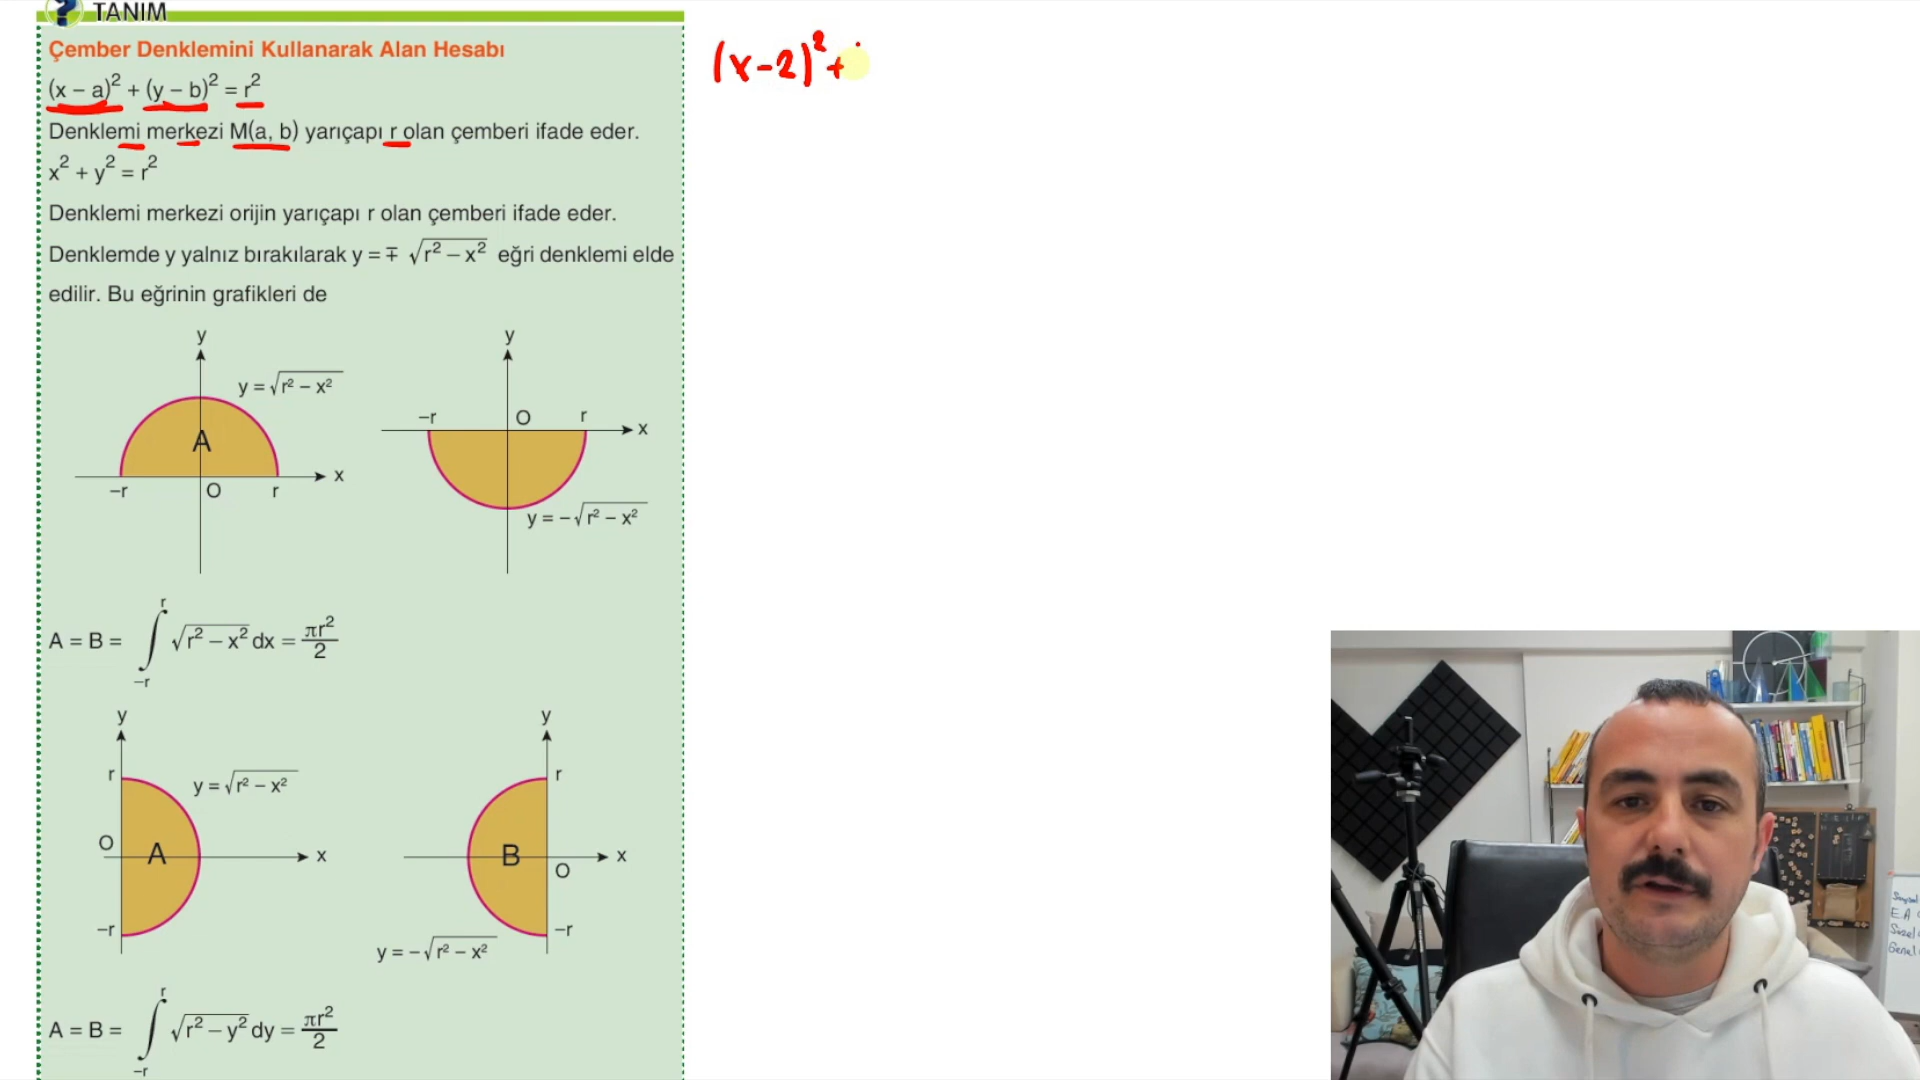 TANIM
Çember Denklemini Kullanarak Alan Hesabı
(x – a)² + (y – b)² = r²
Denklemi merkezi M(a, b) yarıçapı r olan çemberi ifade eder.
x² + y² = r²
Denklemi merkezi orijin yarıçapı r olan çemberi ifade eder.
Denklemde y yalnız bırakılarak y = ∓ √(r² – x²) eğri denklemi elde
edilir. Bu eğrinin grafikleri de
y
y = √(r² – x²)
A
–r O r x
y
–r O r x
y = –√(r² – x²)
A = B = ∫_{–r}^{r} √(r² – x²) dx = πr²/2
y
r
y = √(r² – x²)
O A x
–r
y
r
B O x
–r
y = –√(r² – x²)
A = B = ∫_{–r}^{r} √(r² – y²) dy = πr²/2
(x-2)² +